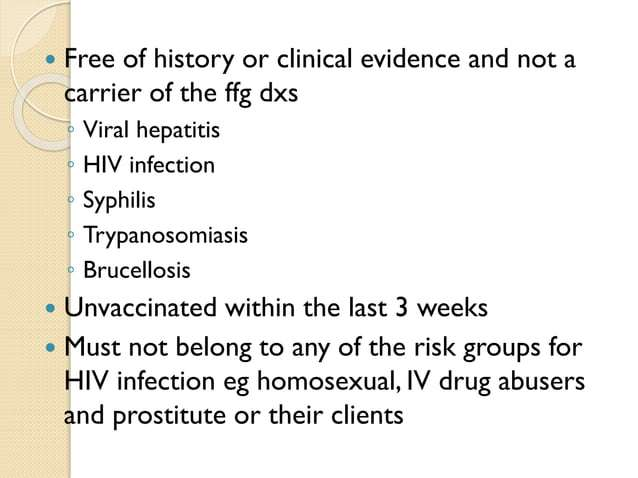 Free of history or clinical evidence and not a
carrier of the ffg dxs
Viral hepatitis
HIV infection
Syphilis
Trypanosomiasis
Brucellosis
Unvaccinated within the last 3 weeks
Must not belong to any of the risk groups for
HIV infection eg homosexual, IV drug abusers
and prostitute or their clients